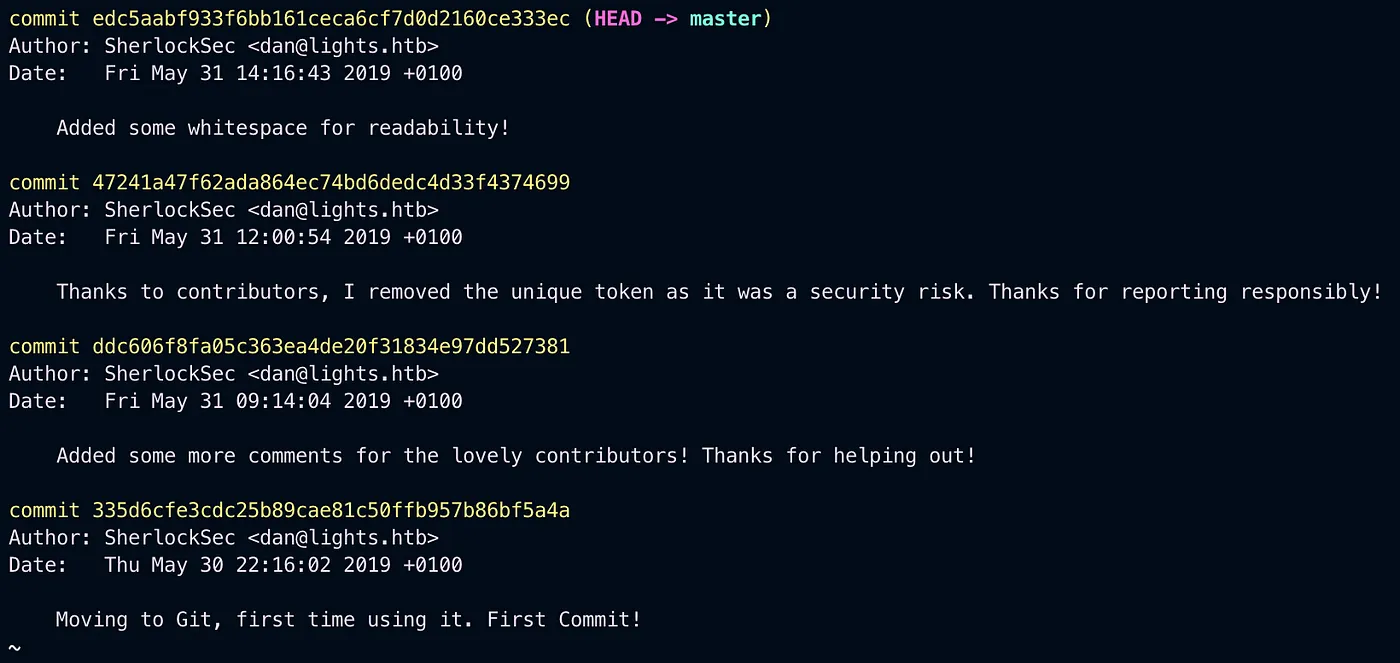 commit edc5aabf933f6bb161ceca6cf7d0d2160ce333ec (HEAD -> master)
Author: SherlockSec <dan@lights.htb>
Date:   Fri May 31 14:16:43 2019 +0100

    Added some whitespace for readability!

commit 47241a47f62ada864ec74bd6dedc4d33f4374699
Author: SherlockSec <dan@lights.htb>
Date:   Fri May 31 12:00:54 2019 +0100

    Thanks to contributors, I removed the unique token as it was a security risk. Thanks for reporting responsibly!

commit ddc606f8fa05c363ea4de20f31834e97dd527381
Author: SherlockSec <dan@lights.htb>
Date:   Fri May 31 09:14:04 2019 +0100

    Added some more comments for the lovely contributors! Thanks for helping out!

commit 335d6cfe3cdc25b89cae81c50ffb957b86bf5a4a
Author: SherlockSec <dan@lights.htb>
Date:   Thu May 30 22:16:02 2019 +0100

    Moving to Git, first time using it. First Commit!
~